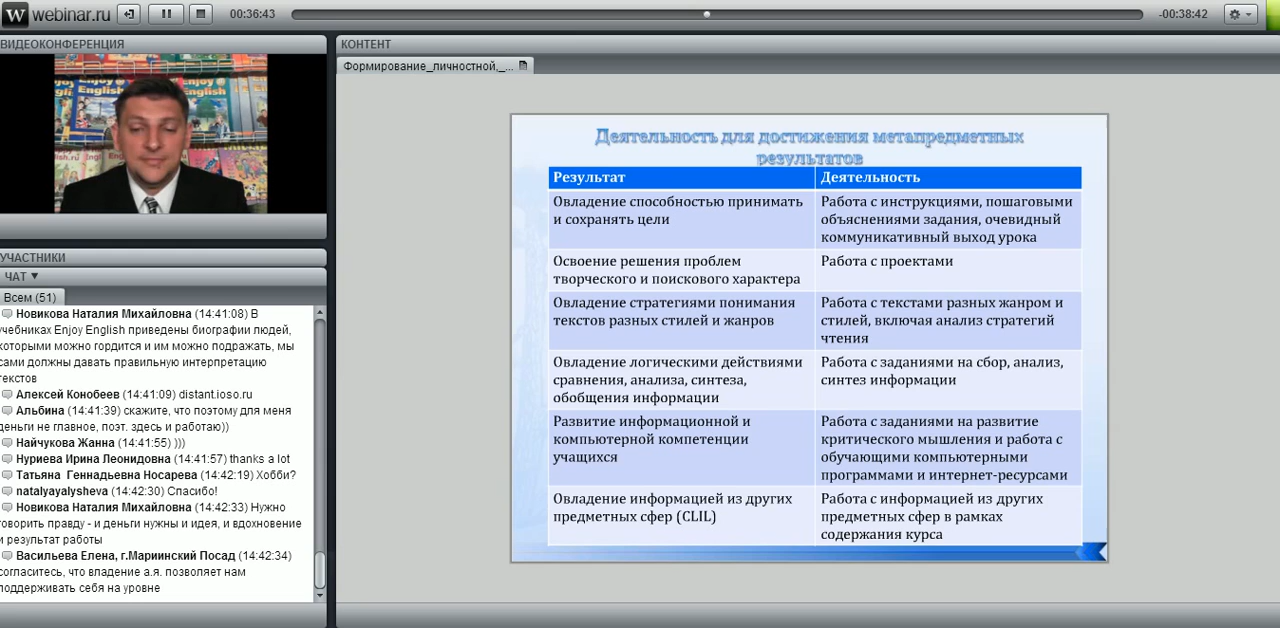 W webinar.ru
00:36:43
-00:38:42
ВИДЕОКОНФЕРЕНЦИЯ
Enjoy
English
УЧАСТНИКИ
ЧАТ
Всем (51)
Новикова Наталия Михайловна (14:41:08) В
учебниках Enjoy English приведены биографии людей,
которыми можно гордится и им можно подражать, мы
сами должны давать правильную интерпретацию
текстов
Алексей Конобеев (14:41:09) distant.ioso.ru
Альбина (14:41:39) скажите, что поэтому для меня
деньги не главное, поэт. здесь и работаю))
Найчукова Жанна (14:41:55) )))
Нуриева Ирина Леонидовна (14:41:57) thanks a lot
Татьяна Геннадьевна Носарева (14:42:19) Хобби?
natalyayalysheva (14:42:30) Спасибо!
Новикова Наталия Михайловна (14:42:33) Нужно
говорить правду - и деньги нужны и идея, и вдохновение
и результат работы
Васильева Елена, г.Мариинский Посад (14:42:34)
согласитесь, что владение а.я. позволяет нам
поддерживать себя на уровне
КОНТЕНТ
Формирование_личностной,_...
Деятельность для достижения метапредметных
результатов
Результат
Деятельность
Овладение способностью принимать
и сохранять цели
Работа с инструкциями, пошаговыми
объяснениями задания, очевидный
коммуникативный выход урока
Освоение решения проблем
творческого и поискового характера
Работа с проектами
Овладение стратегиями понимания
текстов разных стилей и жанров
Работа с текстами разных жанром и
стилей, включая анализ стратегий
чтения
Овладение логическими действиями
сравнения, анализа, синтеза,
обобщения информации
Работа с заданиями на сбор, анализ,
синтез информации
Развитие информационной и
компьютерной компетенции
учащихся
Работа с заданиями на развитие
критического мышления и работа с
обучающими компьютерными
программами и интернет-ресурсами
Овладение информацией из других
предметных сфер (CLIL)
Работа с информацией из других
предметных сфер в рамках
содержания курса